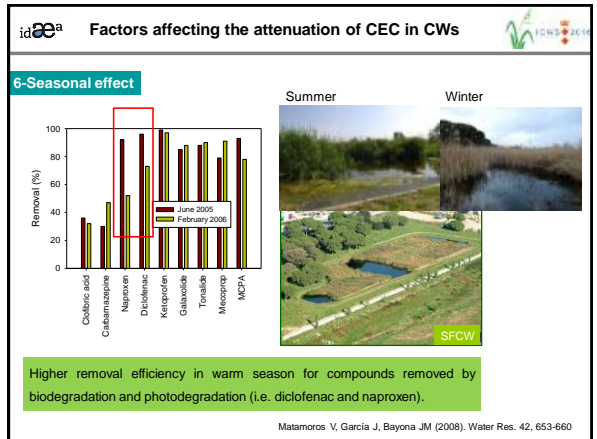 idæa
Factors affecting the attenuation of CEC in CWs
ICWS 2016
6-Seasonal effect
Summer
Winter
Removal (%)
100
80
60
40
20
0
June 2005
February 2006
Clofibric acid
Carbamazepine
Naproxen
Diclofenac
Ketoprofen
Galaxolide
Tonalide
Mecoprop
MCPA
SFCW
Higher removal efficiency in warm season for compounds removed by
biodegradation and photodegradation (i.e. diclofenac and naproxen).
Matamoros V, García J, Bayona JM (2008). Water Res. 42, 653-660